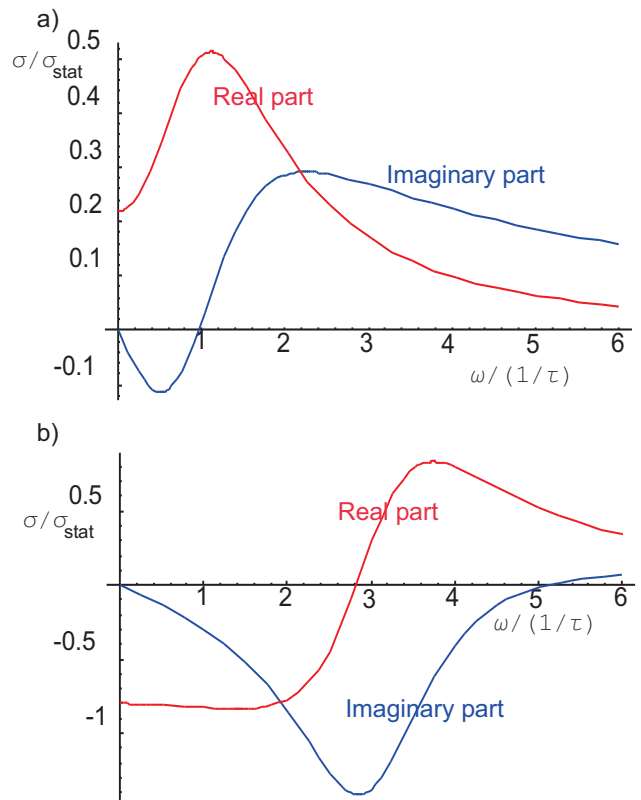 a)
0.5
σ/σstat
0.4
Real part
0.3
Imaginary part
0.2
0.1
1 2 3 4 5 6
-0.1
ω/(1/τ)
b)
0.5
σ/σstat
Real part
1 2 3 4 5 6
ω/(1/τ)
-0.5
-1
Imaginary part